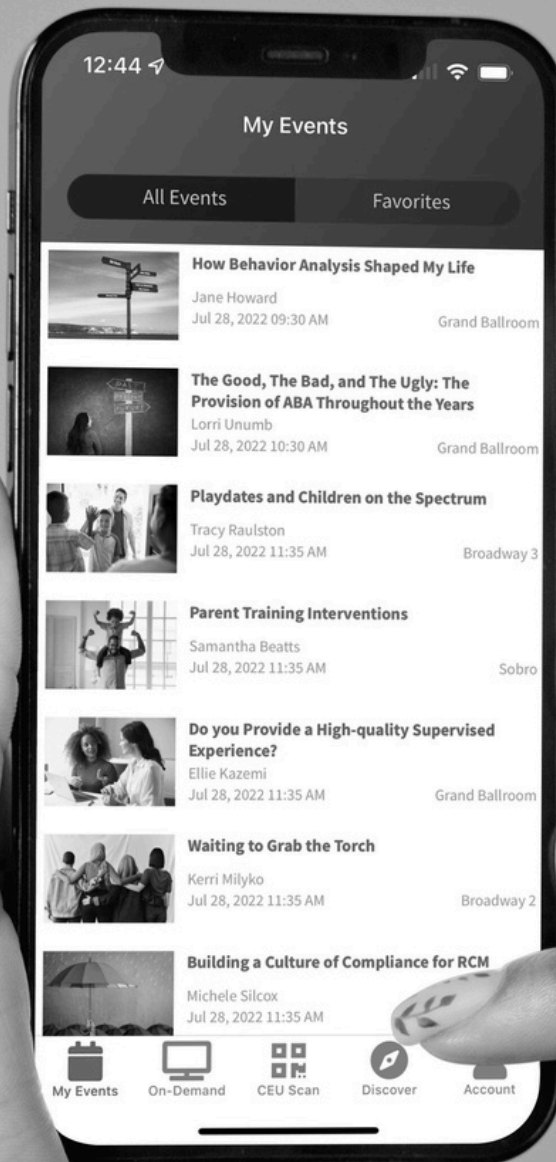 12:44
My Events
All Events
Favorites
How Behavior Analysis Shaped My Life
Jane Howard
Jul 28, 2022 09:30 AM
Grand Ballroom
The Good, The Bad, and The Ugly: The
Provision of ABA Throughout the Years
Lorri Unumb
Jul 28, 2022 10:30 AM
Grand Ballroom
Playdates and Children on the Spectrum
Tracy Raulston
Jul 28, 2022 11:35 AM
Broadway 3
Parent Training Interventions
Samantha Beatts
Jul 28, 2022 11:35 AM
Sobro
Do you Provide a High-quality Supervised
Experience?
Ellie Kazemi
Jul 28, 2022 11:35 AM
Grand Ballroom
Waiting to Grab the Torch
Kerri Milyko
Jul 28, 2022 11:35 AM
Broadway 2
Building a Culture of Compliance for RCM
Michele Silcox
Jul 28, 2022 11:35 AM
My Events
On-Demand
CEU Scan
Discover
Account